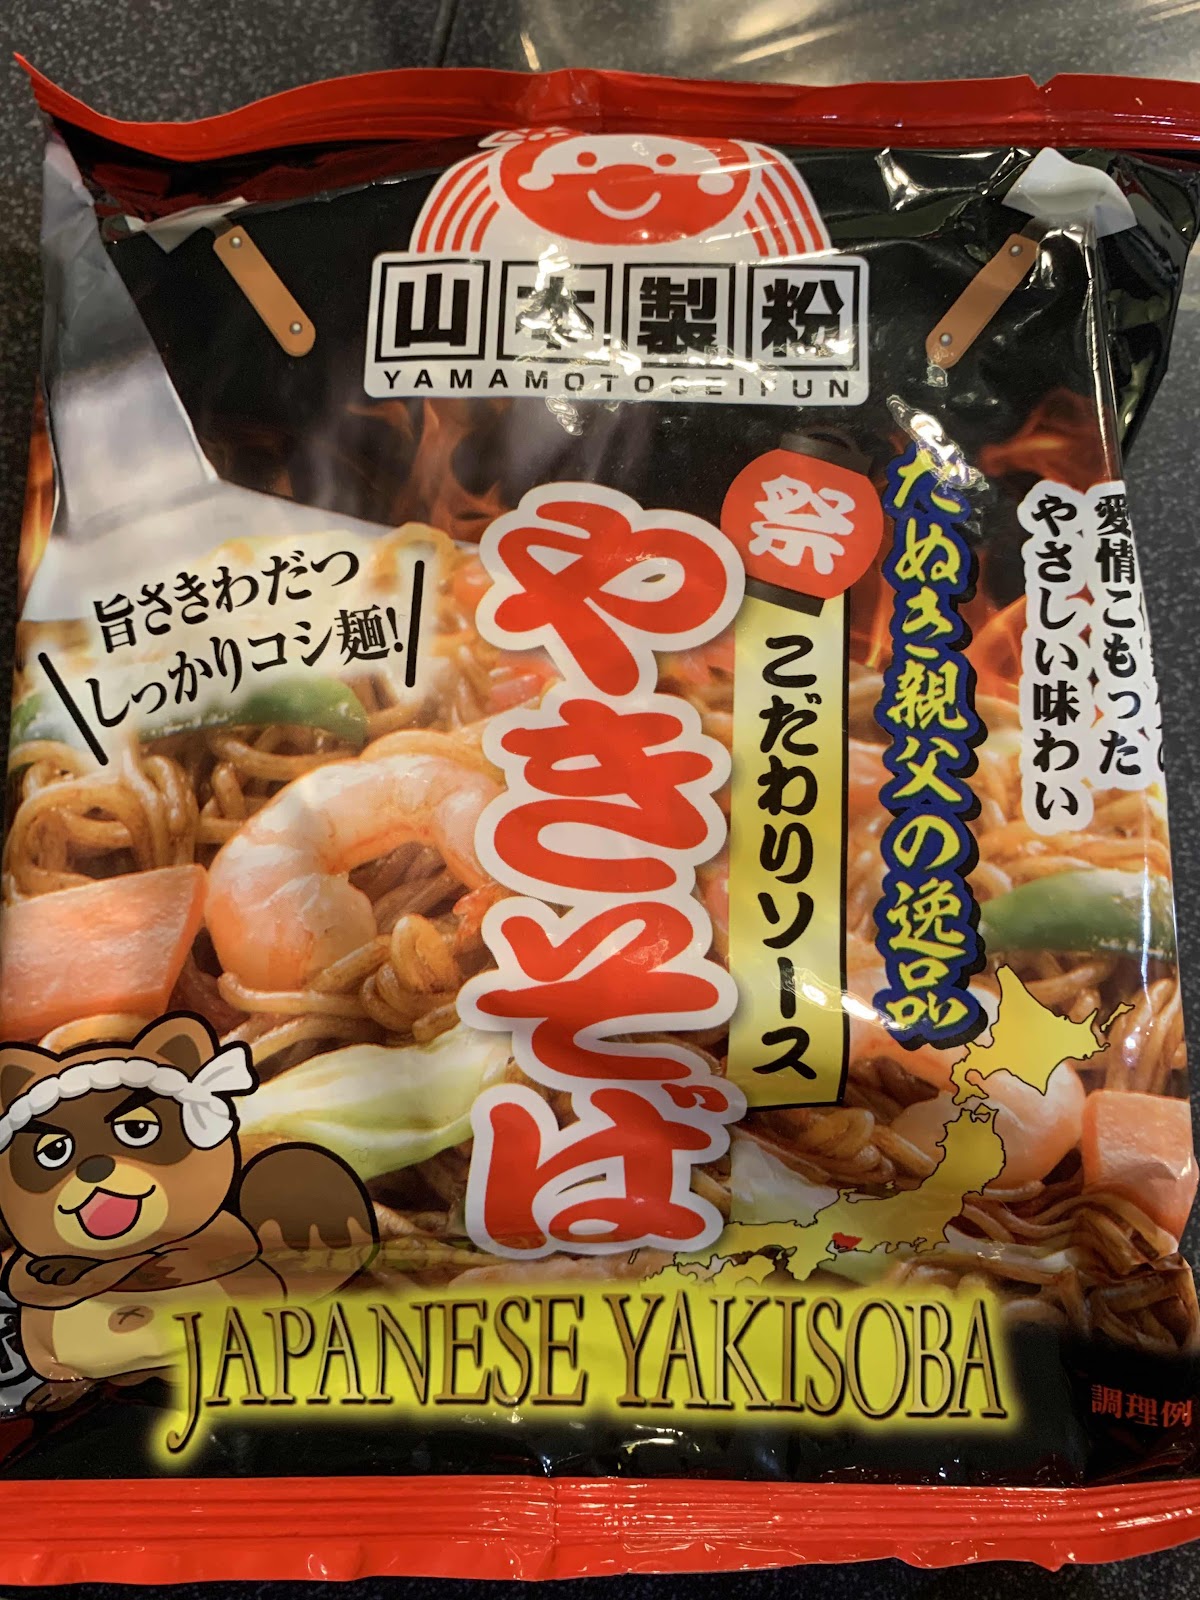 山本製粉
YAMAMOTOSEIFUN
愛情こもった
やさしい味わい
たぬき親父の逸品
祭
こだわりソース
やきそば
旨さきわだつ
しっかりコシ麺!
JAPANESE YAKISOBA
調理例